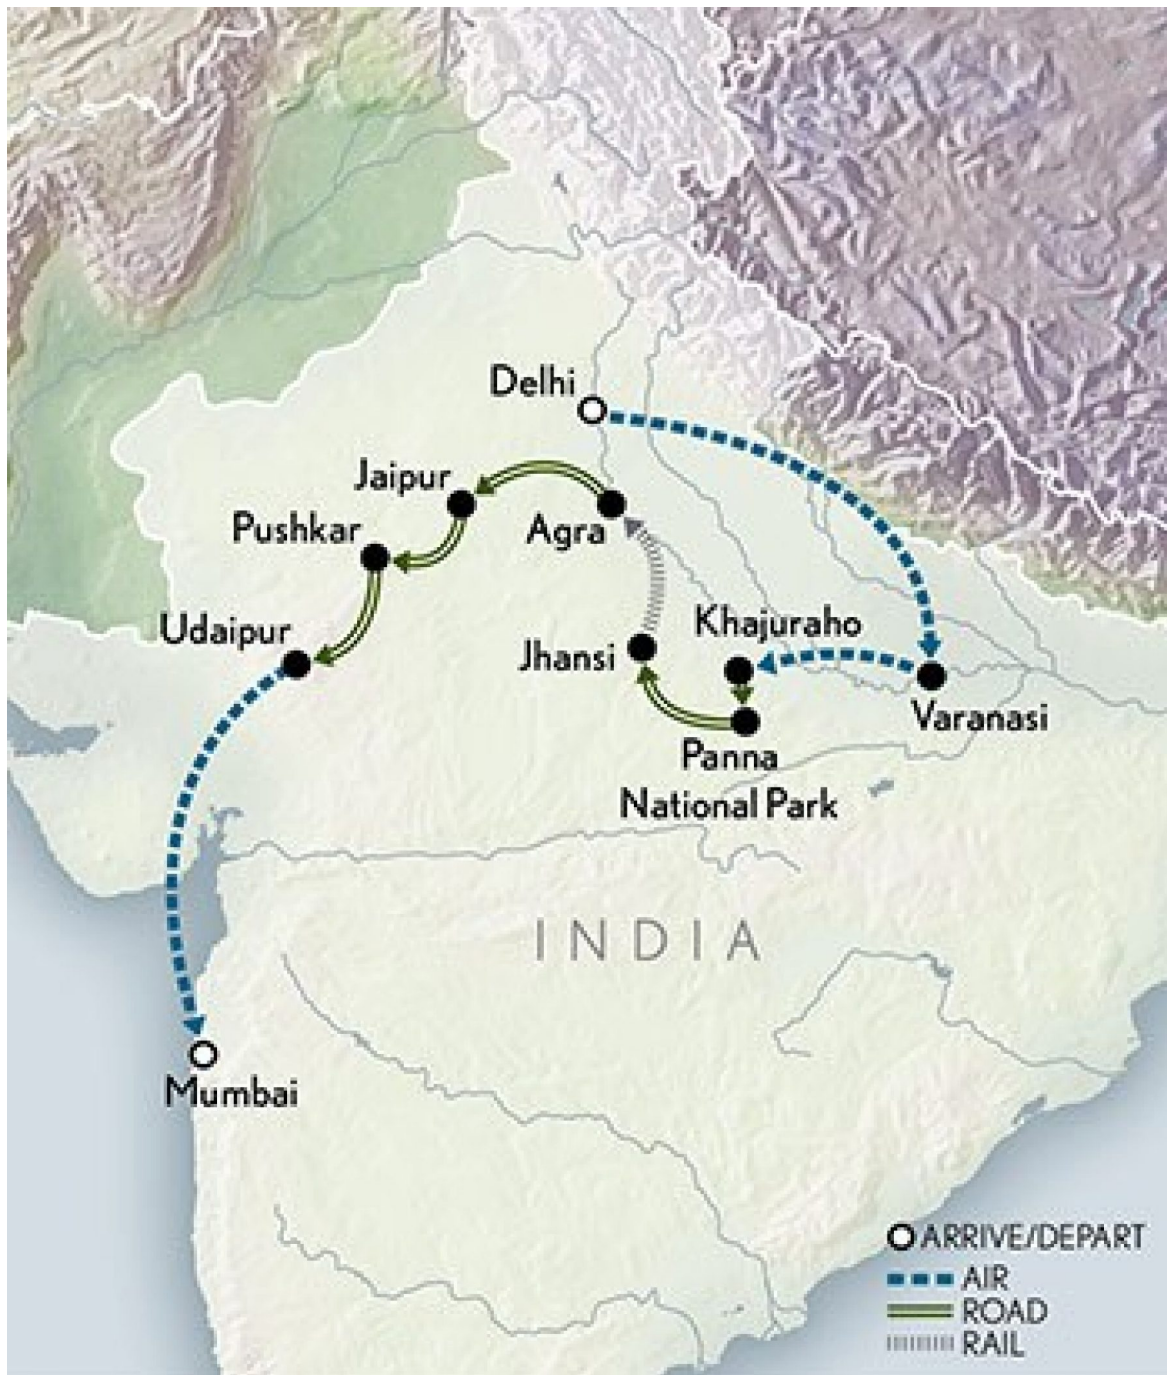 Delhi
Jaipur
Pushkar
Agra
Udaipur
Khajuraho
Jhansi
Varanasi
Panna
National Park
INDIA
Mumbai
ARRIVE/DEPART
AIR
ROAD
RAIL